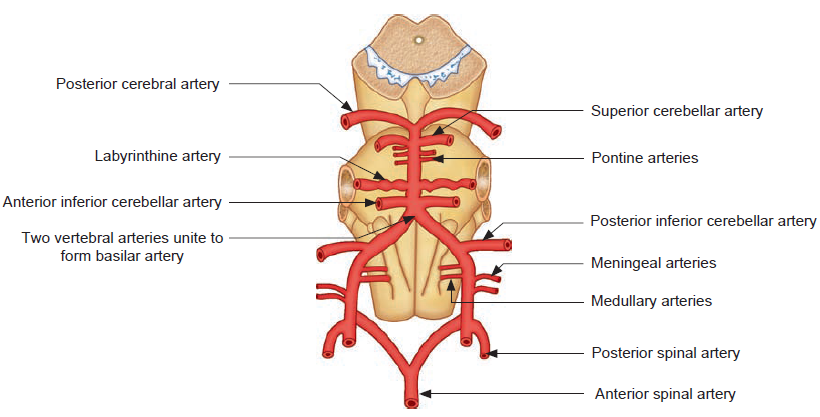 Posterior cerebral artery
Labyrinthine artery
Anterior inferior cerebellar artery
Two vertebral arteries unite to
form basilar artery
Superior cerebellar artery
Pontine arteries
Posterior inferior cerebellar artery
Meningeal arteries
Medullary arteries
Posterior spinal artery
Anterior spinal artery